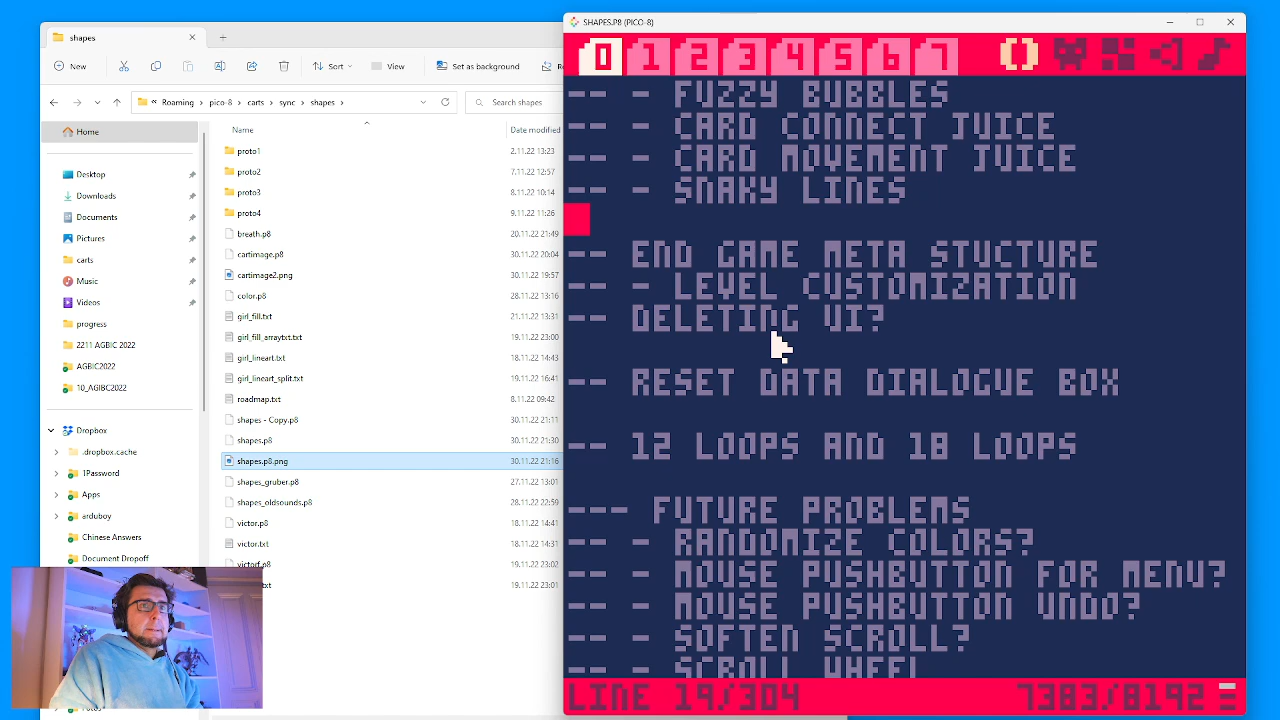 shapes
New
Sort
View
Set as background
Roaming
pico-8
carts
sync
shapes
Search shapes
Home
Desktop
Downloads
Documents
Pictures
carts
Music
Videos
progress
2211 AGBIC 2022
AGBIC2022
10_AGIBC2022
Dropbox
.dropbox.cache
1Password
Apps
arduboy
Chinese Answers
Document Dropoff
Name
Date modified
proto1 2.11.22 13:23
proto2 7.11.22 12:57
proto3 8.11.22 10:14
proto4 9.11.22 11:26
breath.p8 20.11.22 21:49
cartimage.p8 30.11.22 20:04
cartimage2.png 30.11.22 19:57
color.p8 28.11.22 13:16
girl_fill.txt 21.11.22 13:37
girl_fill_arraytxt.txt 19.11.22 23:00
girl_lineart.txt 18.11.22 14:43
girl_lineart_split.txt 19.11.22 16:41
roadmap.txt 8.11.22 09:42
shapes - Copy.p8 30.11.22 21:11
shapes.p8 30.11.22 21:30
shapes.p8.png 30.11.22 21:16
shapes_gruber.p8 27.11.22 13:01
shapes_oldsounds.p8 28.11.22 22:59
victor.p8 18.11.22 14:41
victor.txt 18.11.22 14:31
victorf.p8 19.11.22 23:02
19.11.22 23:01
SHAPES.P8 (PICO-8)
0 1 2 3 4 5 6 7
-- - FUZZY BUBBLES
-- - CARD CONNECT JUICE
-- - CARD MOVEMENT JUICE
-- - SNAKY LINES
-- END GAME META STUCTURE
-- - LEVEL CUSTOMIZATION
-- DELETING UI?
-- RESET DATA DIALOGUE BOX
-- 12 LOOPS AND 18 LOOPS
--- FUTURE PROBLEMS
-- - RANDOMIZE COLORS?
-- - MOUSE PUSHBUTTON FOR MENU?
-- - MOUSE PUSHBUTTON UNDO?
-- - SOFTEN SCROLL?
-- - SCROLL WHEEL
LINE 19/304 7383/8192